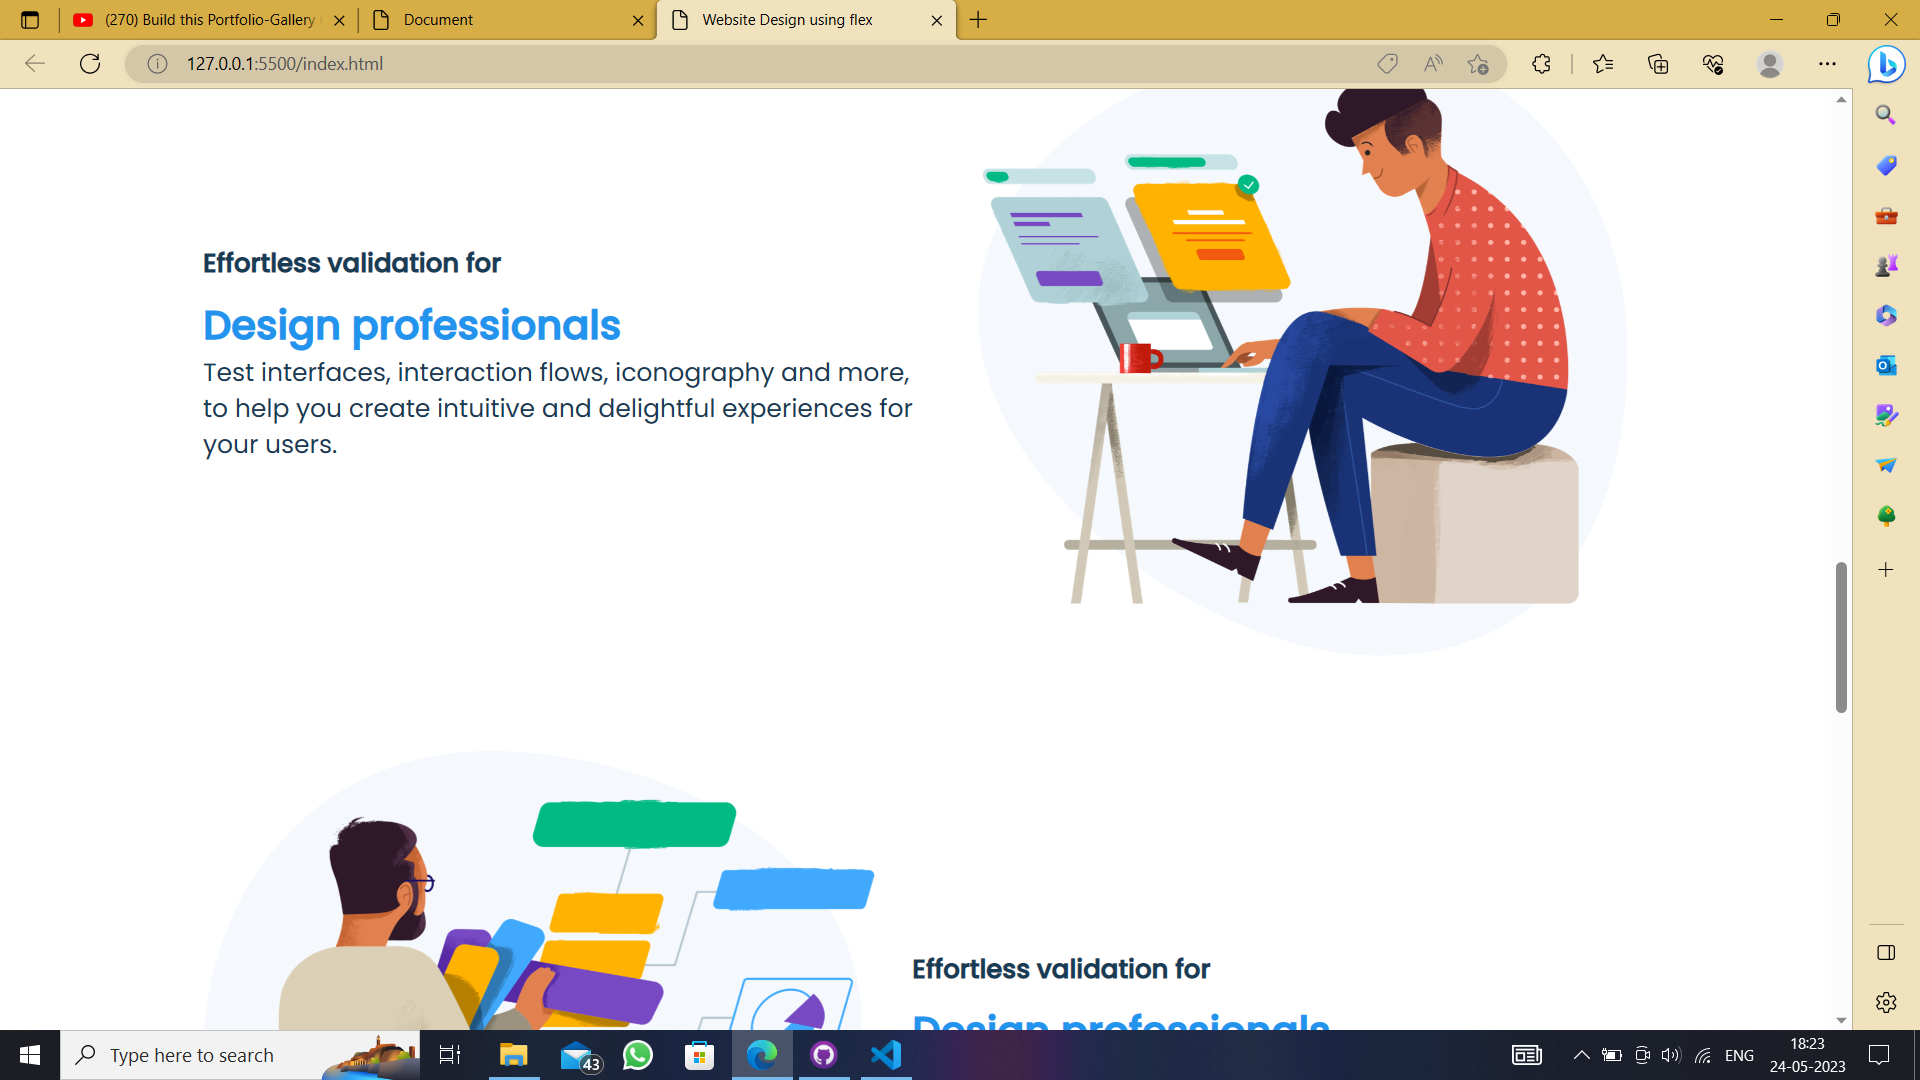 (270) Build this Portfolio-Gallery
Document
Website Design using flex
127.0.0.1:5500/index.html
Effortless validation for
Design professionals
Test interfaces, interaction flows, iconography and more,
to help you create intuitive and delightful experiences for
your users.
Effortless validation for
Design professionals
Type here to search
43
ENG
18:23
24-05-2023